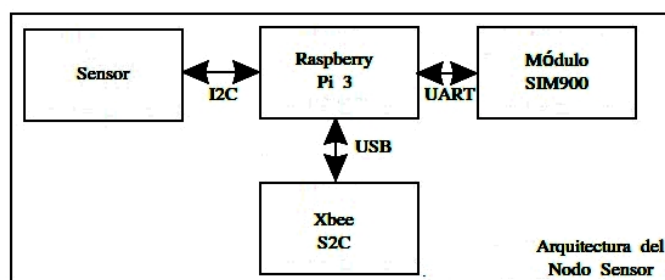 Sensor
I2C
Raspberry
Pi 3
UART
Módulo
SIM900
USB
Xbee
S2C
Arquitectura del
Nodo Sensor